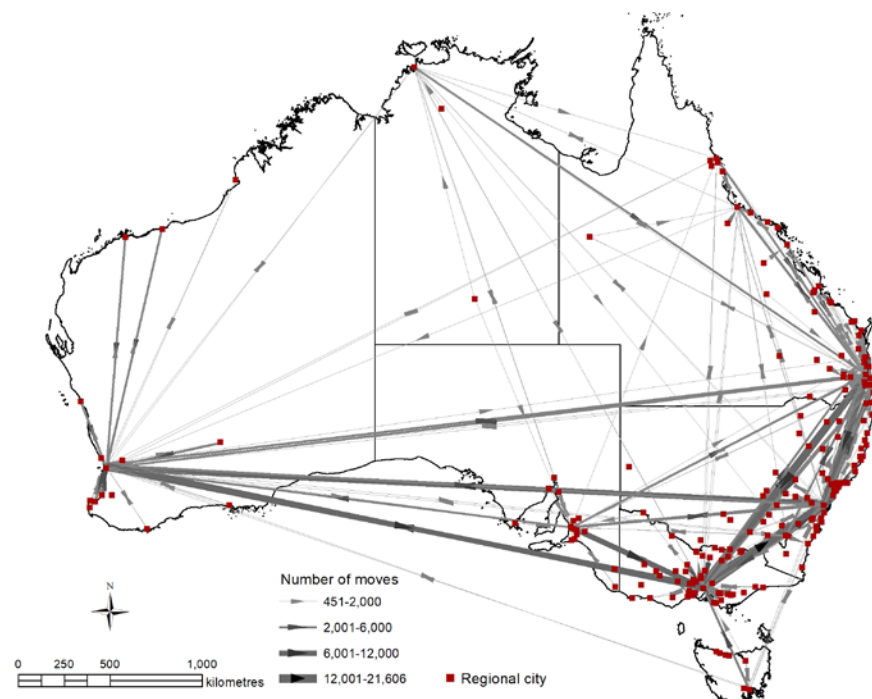 N
0 250 500 1,000
kilometres
Number of moves
451-2,000
2,001-6,000
6,001-12,000
12,001-21,606
Regional city